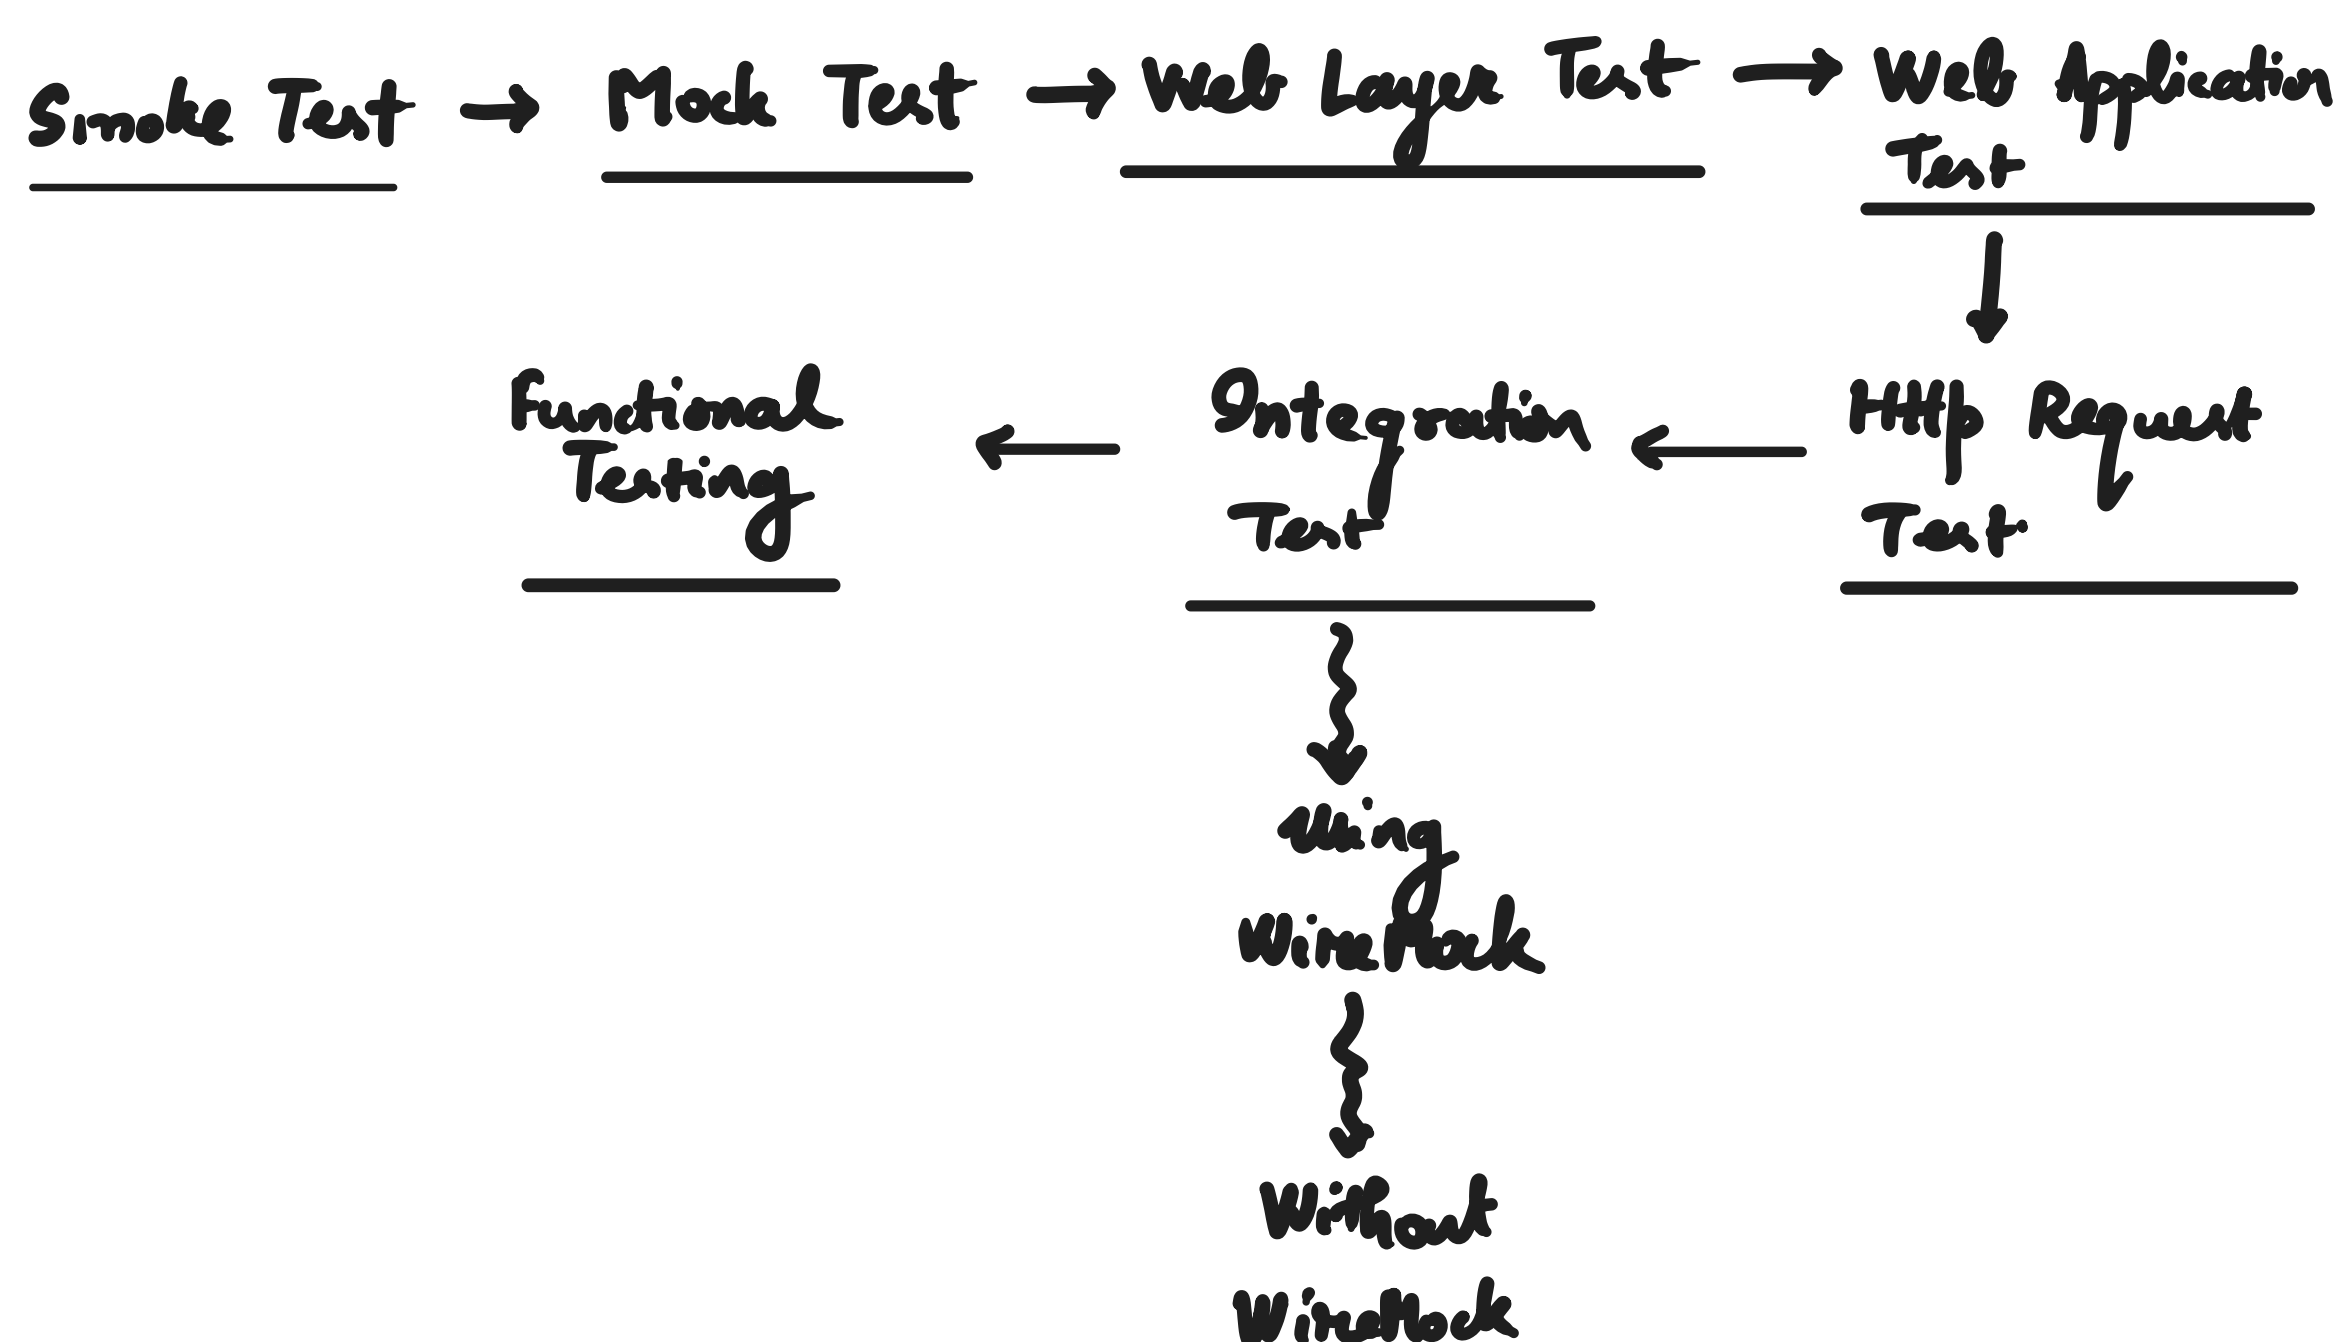 Smoke Test → Mock Test → Web Layer Test → Web Application
Test
Functional
Testing
←
Integration
Test
←
Http Request
Test
Using
WireMock
Without
WireMock